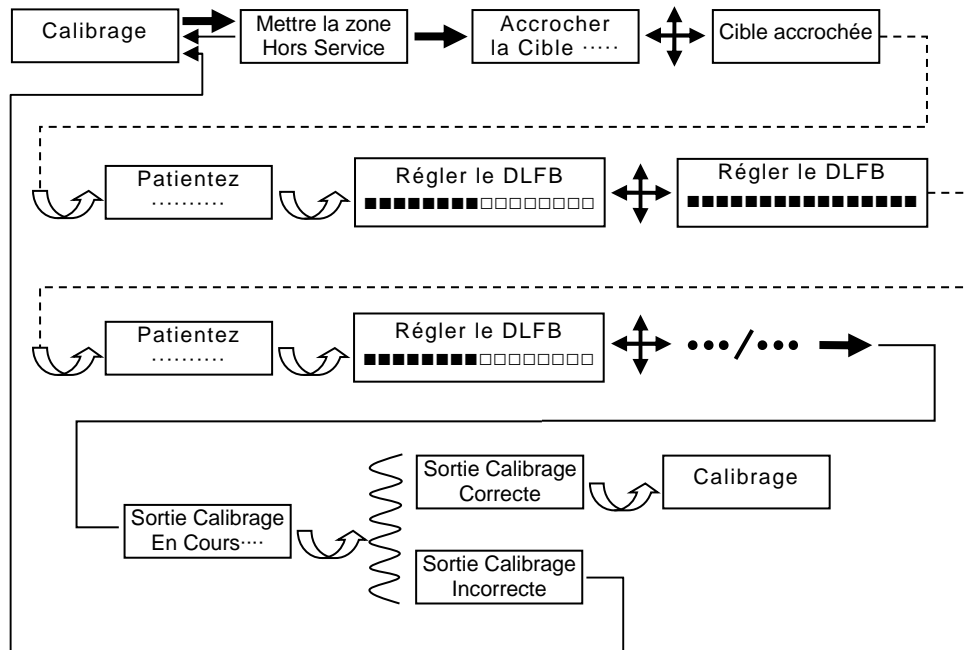 Calibrage
Mettre la zone
Hors Service
Accrocher
la Cible ·····
Cible accrochée
Patientez
··········
Régler le DLFB
■■■■■■■■□□□□□□□□
Régler le DLFB
■■■■■■■■■■■■■■■■
Patientez
··········
Régler le DLFB
■■■■■■■■□□□□□□□□
•••/•••
Sortie Calibrage
Correcte
Calibrage
Sortie Calibrage
En Cours····
Sortie Calibrage
Incorrecte